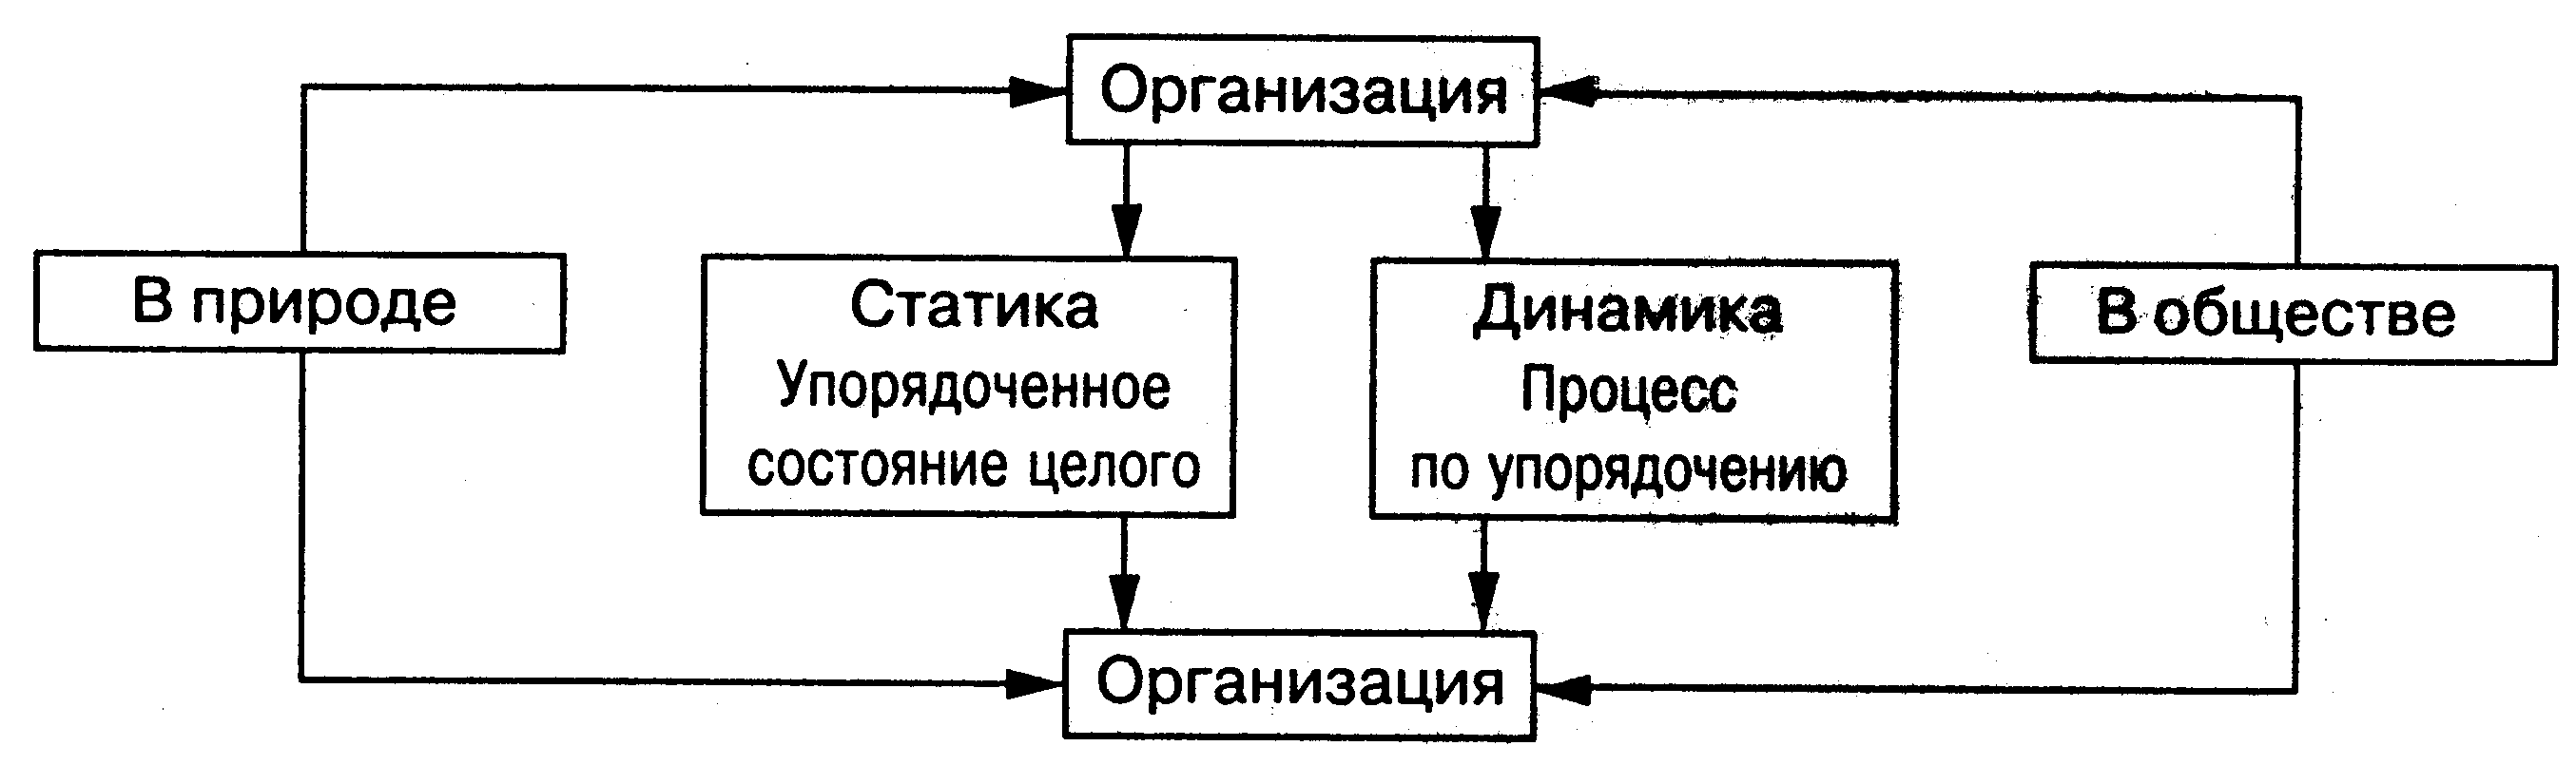 Организация
В природе
Статика
Упорядоченное
состояние целого
Динамика
Процесс
по упорядочению
В обществе
Организация